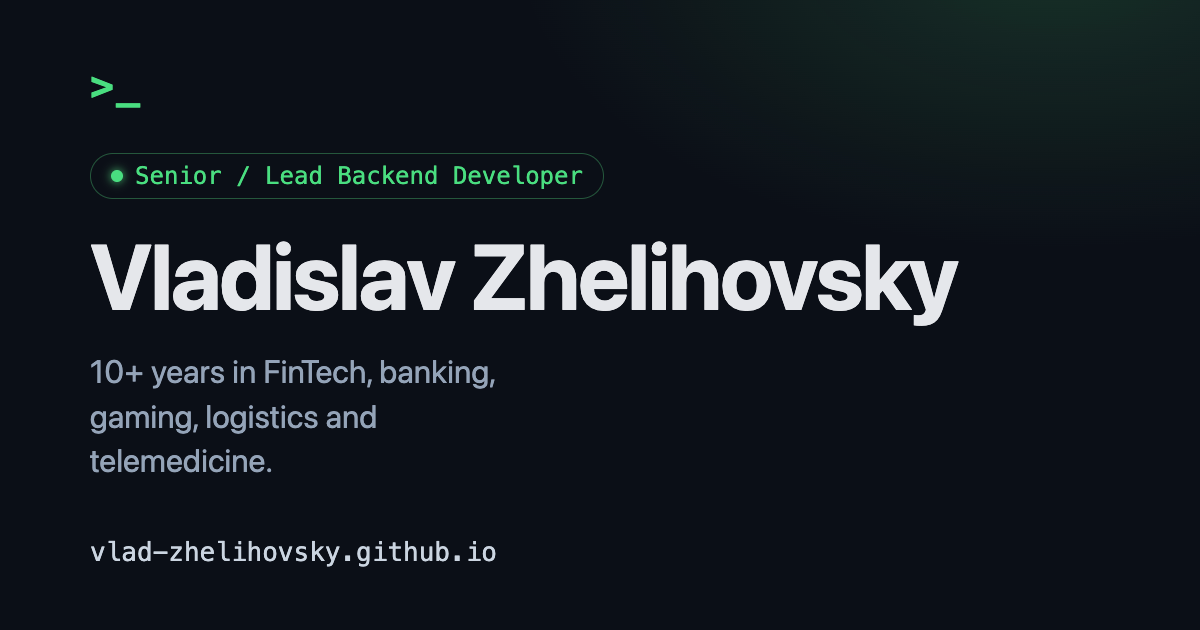 >_
Senior / Lead Backend Developer
Vladislav Zhelihovsky
10+ years in FinTech, banking,
gaming, logistics and
telemedicine.
vlad-zhelihovsky.github.io